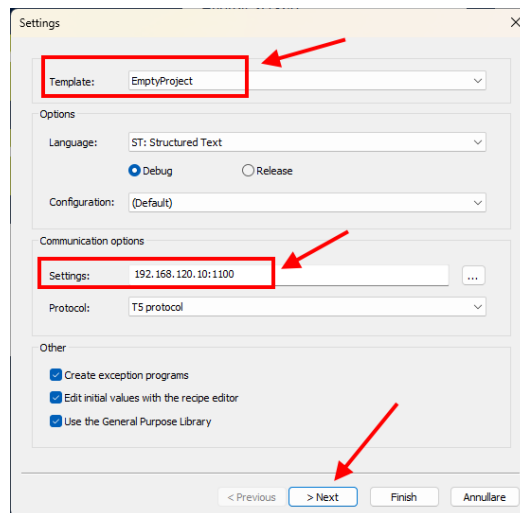 Settings
Template: EmptyProject
Options
Language: ST: Structured Text
Debug Release
Configuration: (Default)
Communication options
Settings: 192.168.120.10:1100 ...
Protocol: T5 protocol
Other
Create exception programs
Edit initial values with the recipe editor
Use the General Purpose Library
< Previous > Next Finish Annullare